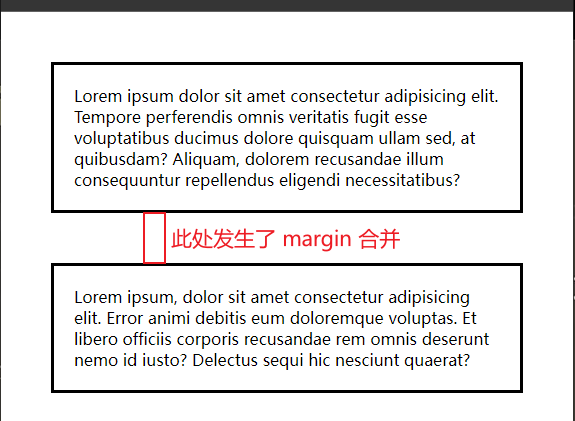 Lorem ipsum dolor sit amet consectetur adipisicing elit.
Tempore perferendis omnis veritatis fugit esse
voluptatibus ducimus dolore quisquam ullam sed, at
quibusdam? Aliquam, dolorem recusandae illum
consequuntur repellendus eligendi necessitatibus?
此处发生了 margin 合并
Lorem ipsum, dolor sit amet consectetur adipisicing
elit. Error animi debitis eum doloremque voluptas. Et
libero officiis corporis recusandae rem omnis deserunt
nemo id iusto? Delectus sequi hic nesciunt quaerat?